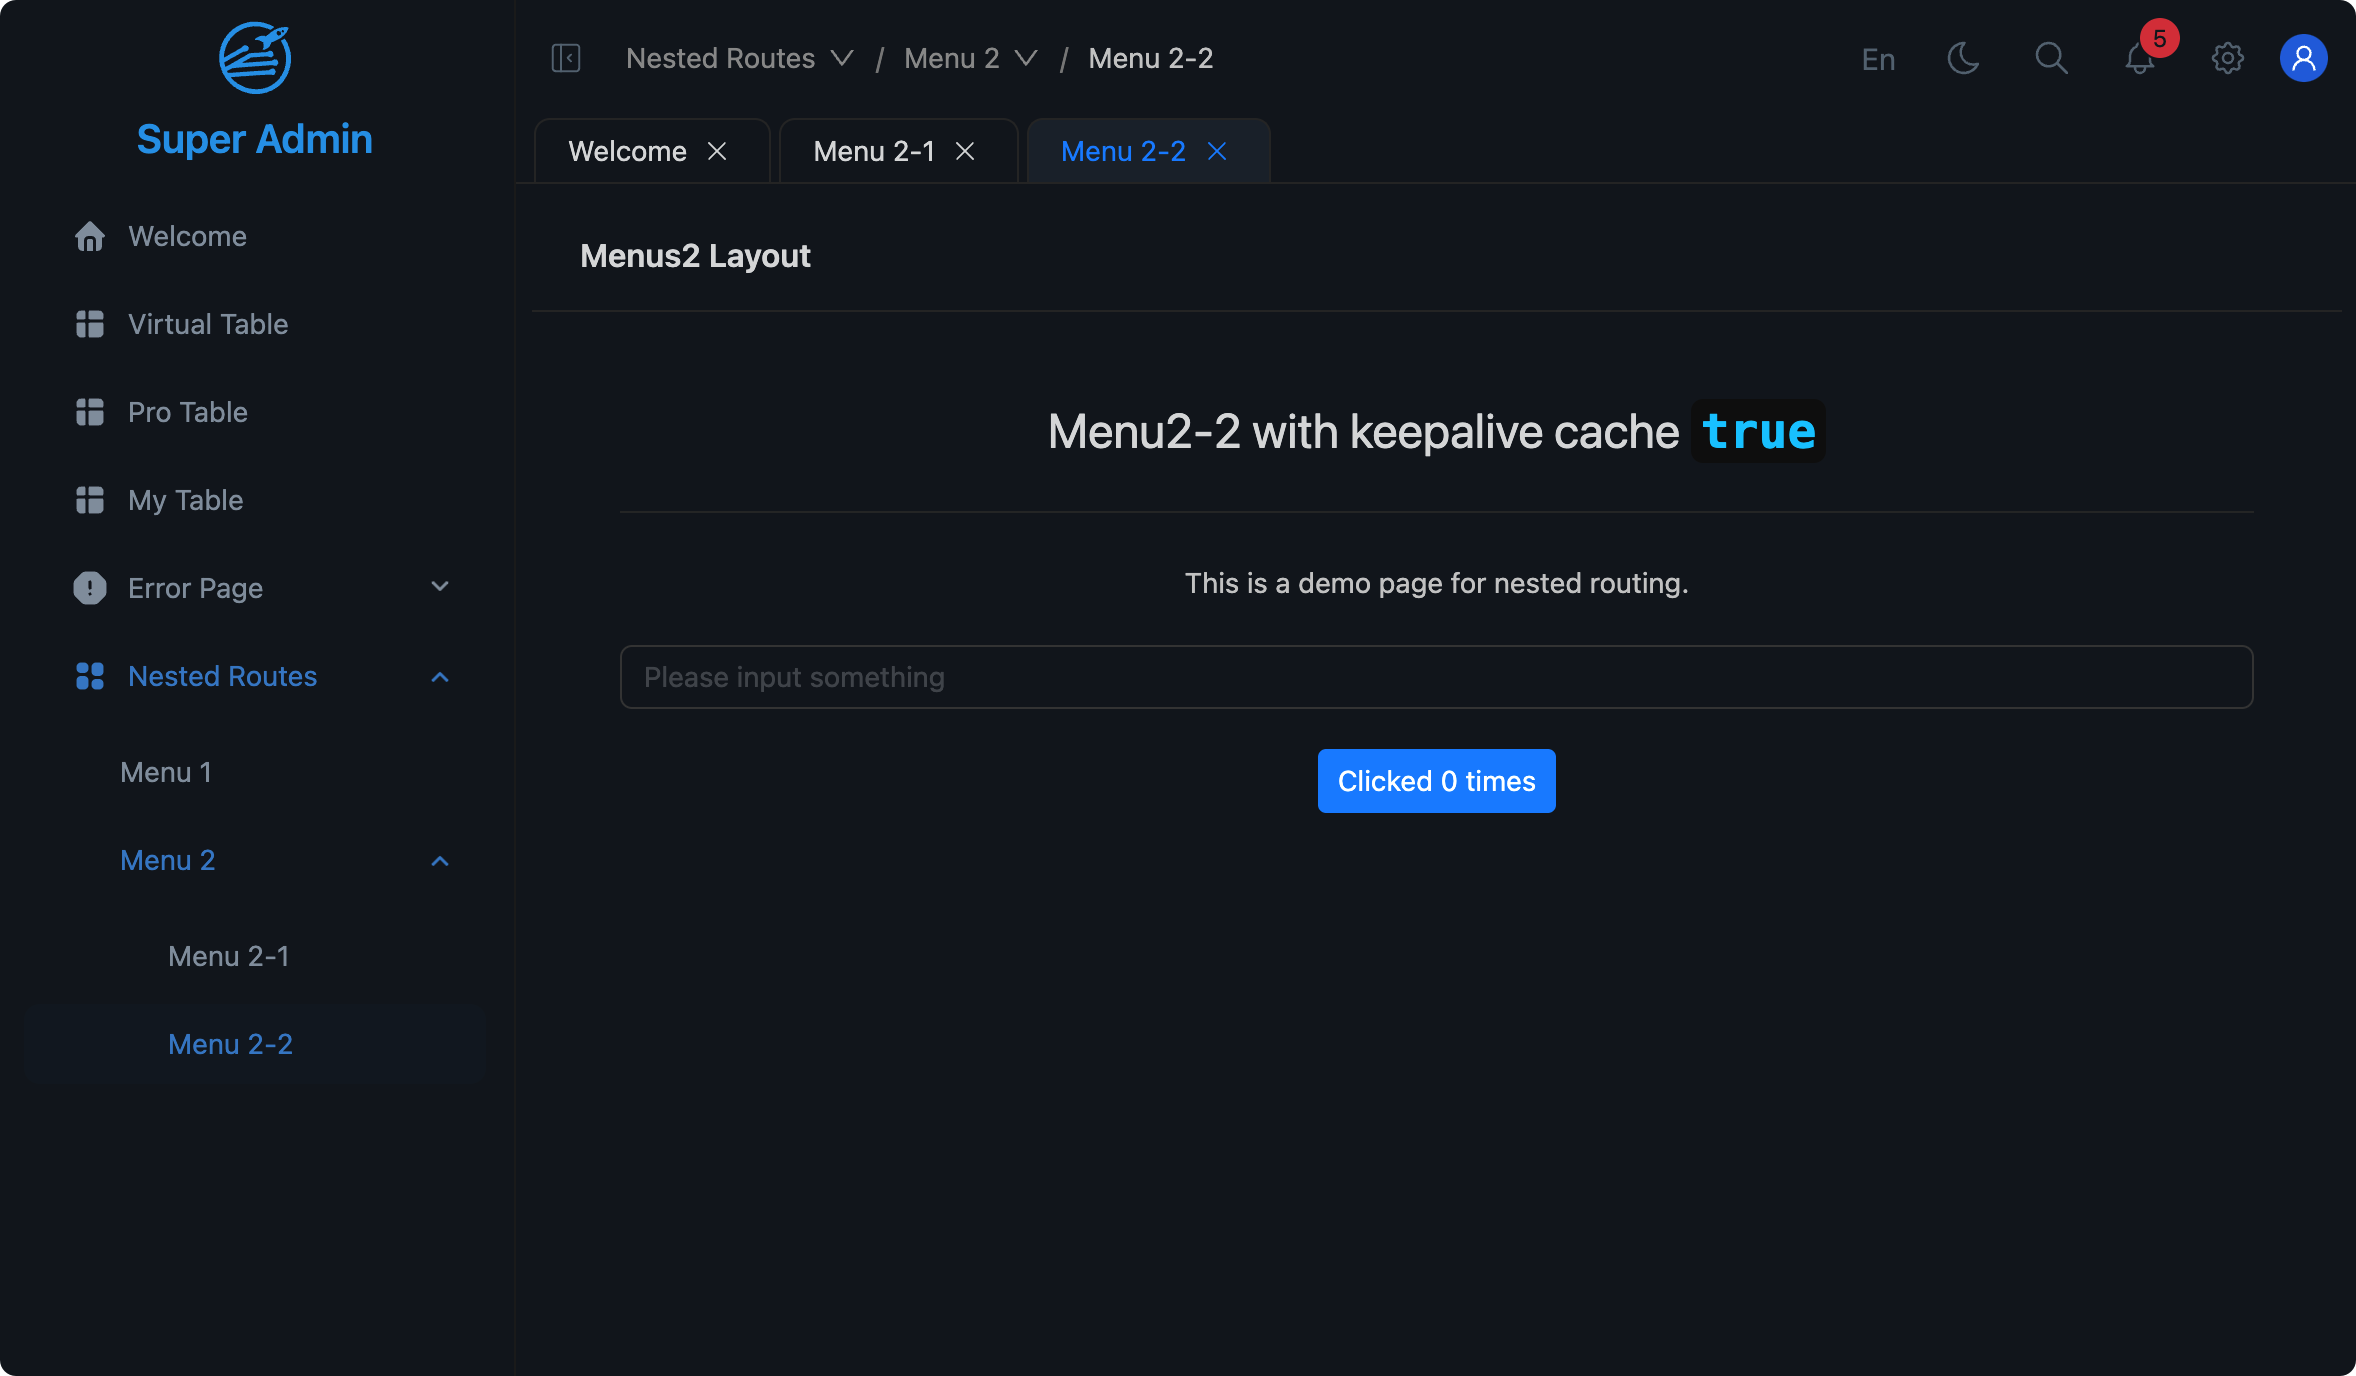 Super Admin
Welcome
Virtual Table
Pro Table
My Table
Error Page
Nested Routes
Menu 1
Menu 2
Menu 2-1
Menu 2-2
Nested Routes / Menu 2 / Menu 2-2
En
5
Welcome
Menu 2-1
Menu 2-2
Menus2 Layout
Menu2-2 with keepalive cache true
This is a demo page for nested routing.
Please input something
Clicked 0 times